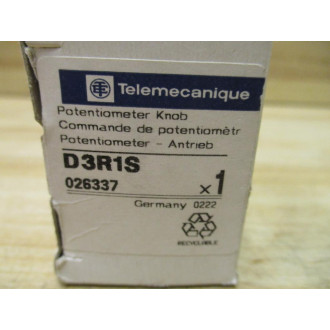 Telemecanique
Potentiometer Knob
Commande de potentiomètr
Potentiometer - Antrieb
D3R1S
026337
x1
Germany 0222
RECYCLABLE